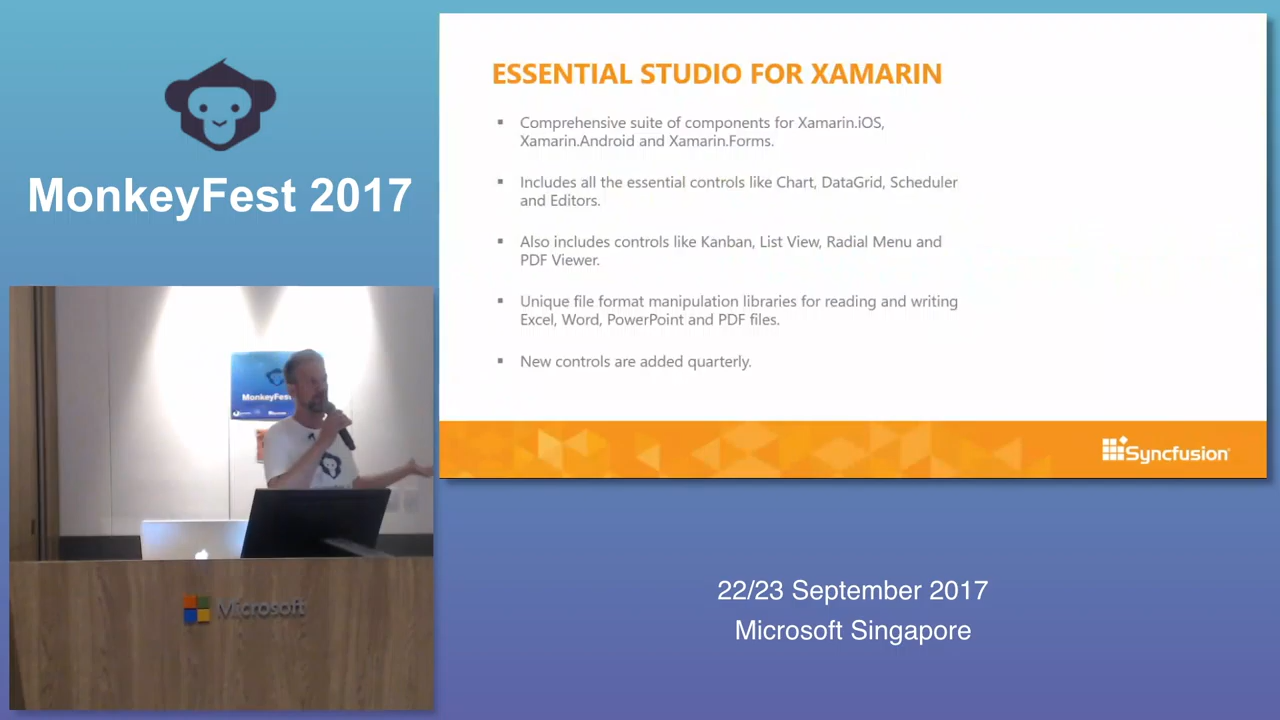 MonkeyFest 2017
ESSENTIAL STUDIO FOR XAMARIN
▪ Comprehensive suite of components for Xamarin.iOS,
Xamarin.Android and Xamarin.Forms.
▪ Includes all the essential controls like Chart, DataGrid, Scheduler
and Editors.
▪ Also includes controls like Kanban, List View, Radial Menu and
PDF Viewer.
▪ Unique file format manipulation libraries for reading and writing
Excel, Word, PowerPoint and PDF files.
▪ New controls are added quarterly.
Syncfusion
MonkeyFest
Microsoft
22/23 September 2017
Microsoft Singapore